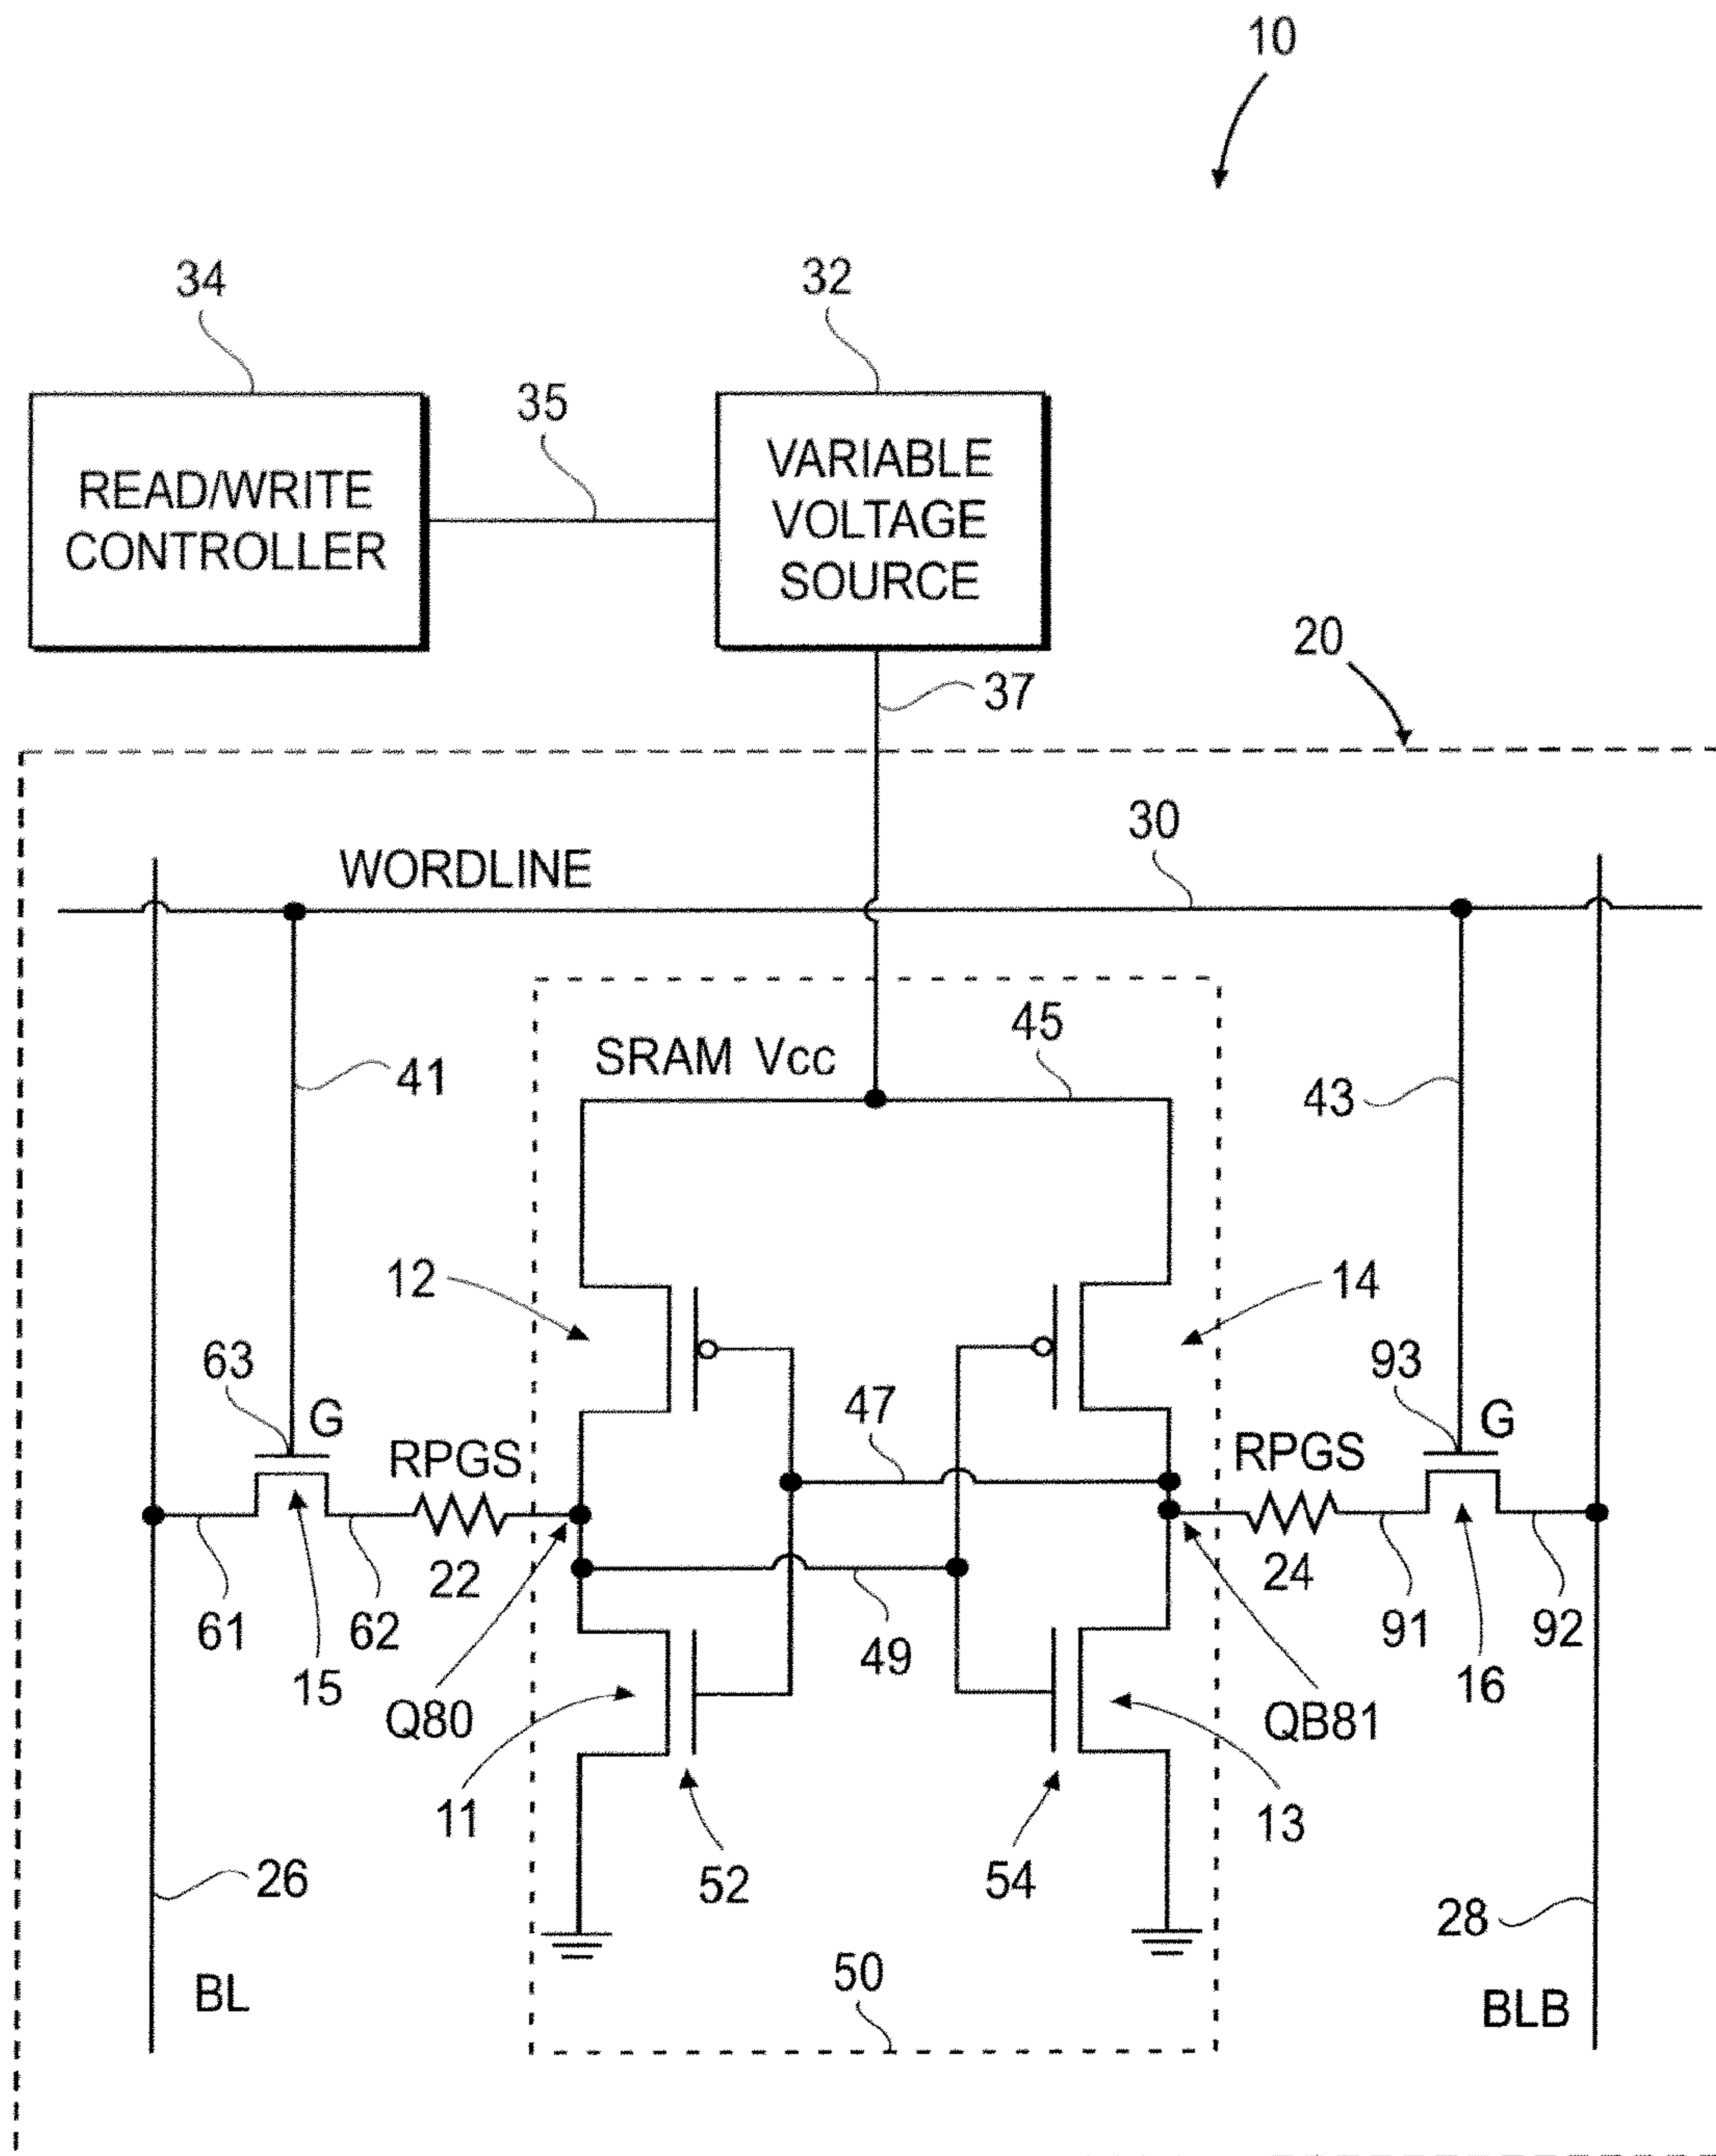 10
34
32
35
READ/WRITE
CONTROLLER
VARIABLE
VOLTAGE
SOURCE
20
37
30
WORDLINE
SRAM Vcc
45
41
43
12
14
63
G
93
G
47
RPGS
RPGS
22
24
61
62
49
91
92
15
16
Q80
QB81
11
13
52
54
26
28
50
BL
BLB